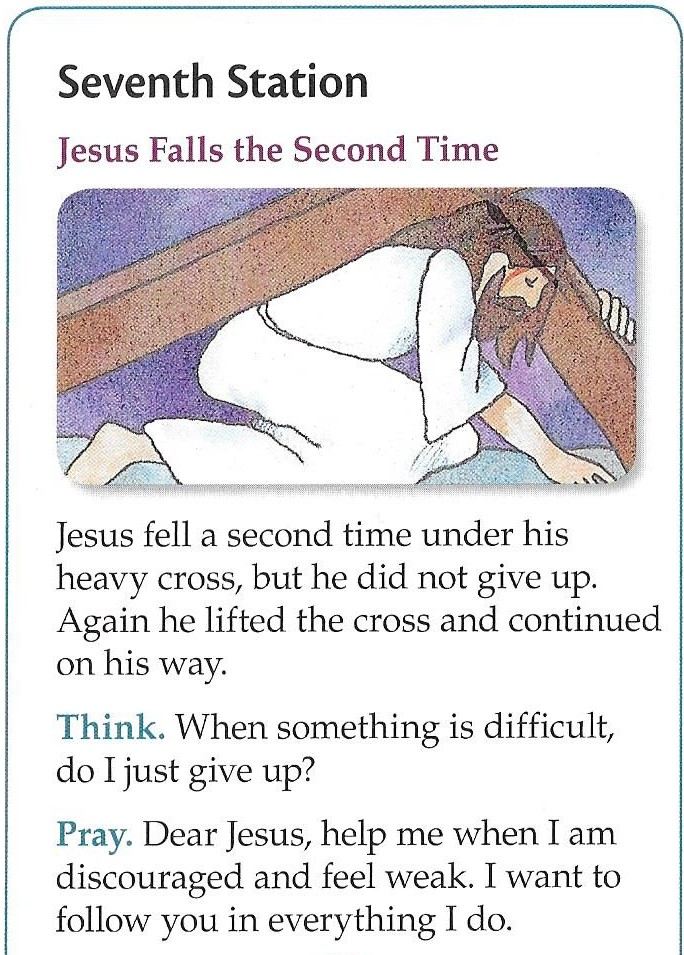 Seventh Station
Jesus Falls the Second Time
Jesus fell a second time under his
heavy cross, but he did not give up.
Again he lifted the cross and continued
on his way.
Think. When something is difficult,
do I just give up?
Pray. Dear Jesus, help me when I am
discouraged and feel weak. I want to
follow you in everything I do.